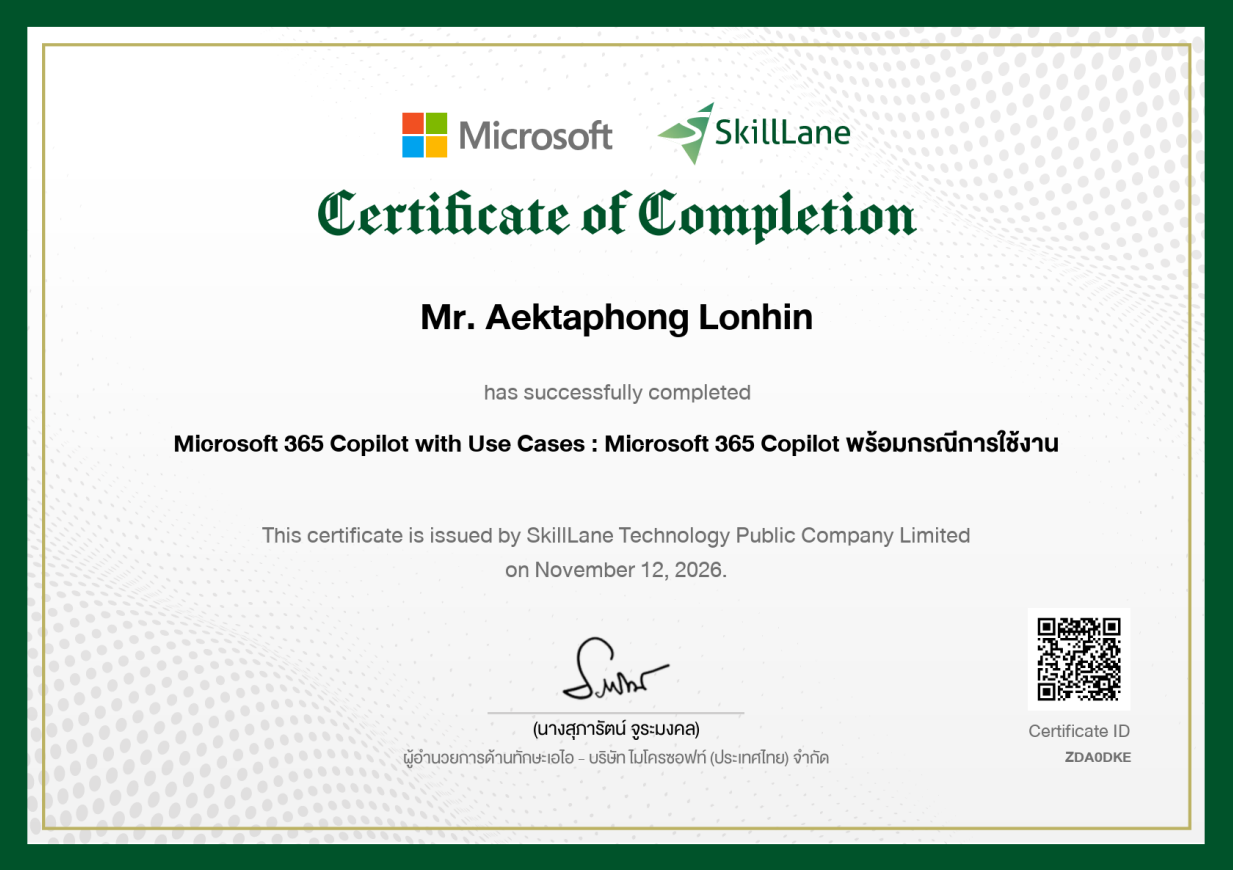 Microsoft SkillLane
Certificate of Completion
Mr. Aektaphong Lonhin
has successfully completed
Microsoft 365 Copilot with Use Cases : Microsoft 365 Copilot พร้อมกรณีการใช้งาน
This certificate is issued by SkillLane Technology Public Company Limited
on November 12, 2026.
(นางสุภารัตน์ จูระมงคล)
ผู้อำนวยการด้านทักษะเอไอ - บริษัท ไมโครซอฟท์ (ประเทศไทย) จำกัด
Certificate ID
ZDA0DKE